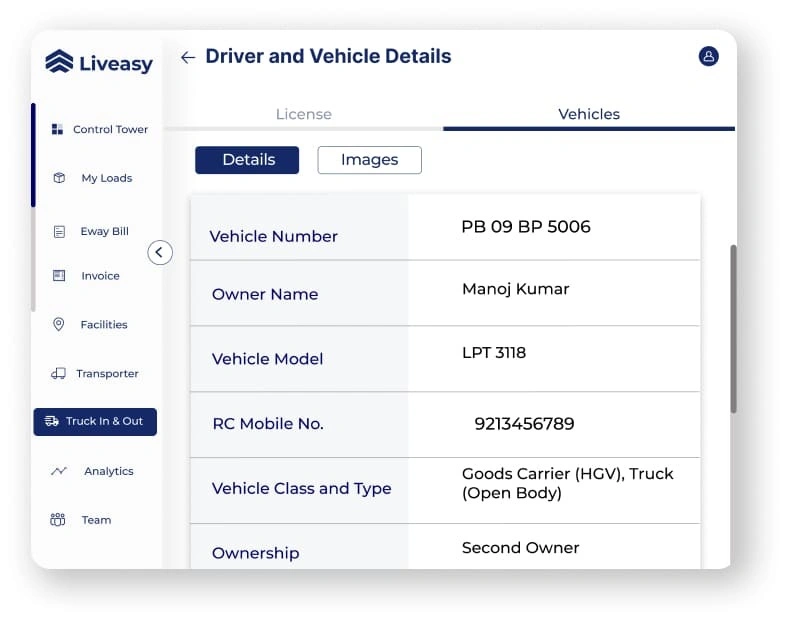 Liveasy
Control Tower
My Loads
Eway Bill
Invoice
Facilities
Transporter
Truck In & Out
Analytics
Team
Driver and Vehicle Details
License
Vehicles
Details
Images
Vehicle Number
PB 09 BP 5006
Owner Name
Manoj Kumar
Vehicle Model
LPT 3118
RC Mobile No.
9213456789
Vehicle Class and Type
Goods Carrier (HGV), Truck
(Open Body)
Ownership
Second Owner